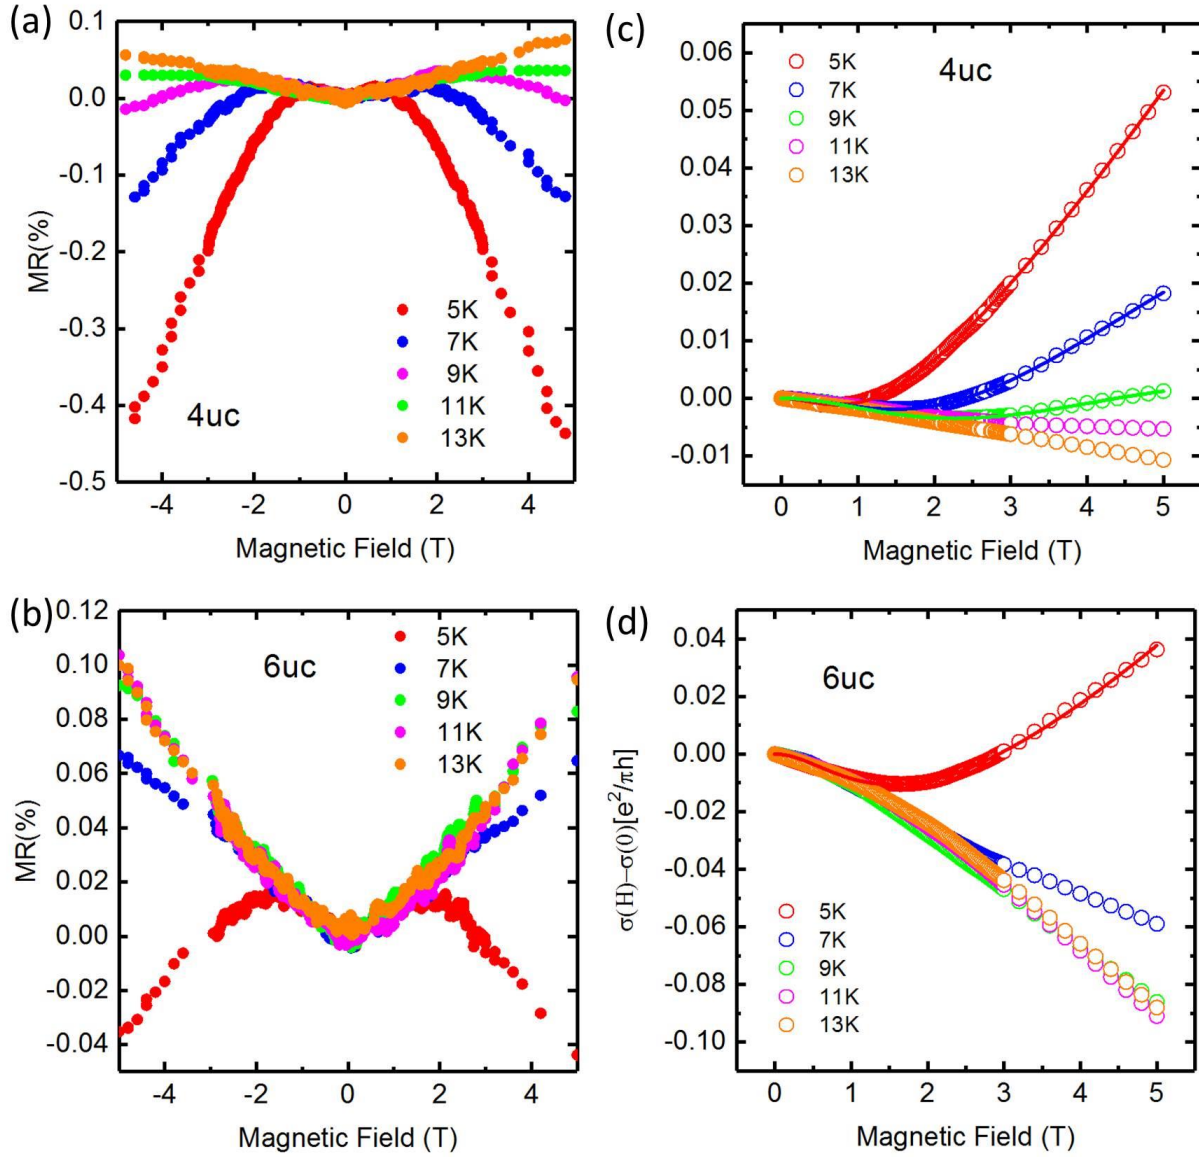 (a)
0.1
0.0
-0.1
-0.2
-0.3
-0.4
-0.5
MR(%)
5K
7K
9K
11K
13K
4uc
-4
-2
0
2
4
Magnetic Field (T)
(c)
0.06
0.05
0.04
0.03
0.02
0.01
0.00
-0.01
5K
7K
9K
11K
13K
4uc
0
1
2
3
4
5
Magnetic Field (T)
(b)
0.12
0.10
0.08
0.06
0.04
0.02
0.00
-0.02
-0.04
MR(%)
6uc
5K
7K
9K
11K
13K
-4
-2
0
2
4
Magnetic Field (T)
(d)
0.04
0.02
0.00
-0.02
-0.04
-0.06
-0.08
-0.10
σ(H)−σ(0)[e²/πh]
6uc
5K
7K
9K
11K
13K
0
1
2
3
4
5
Magnetic Field (T)